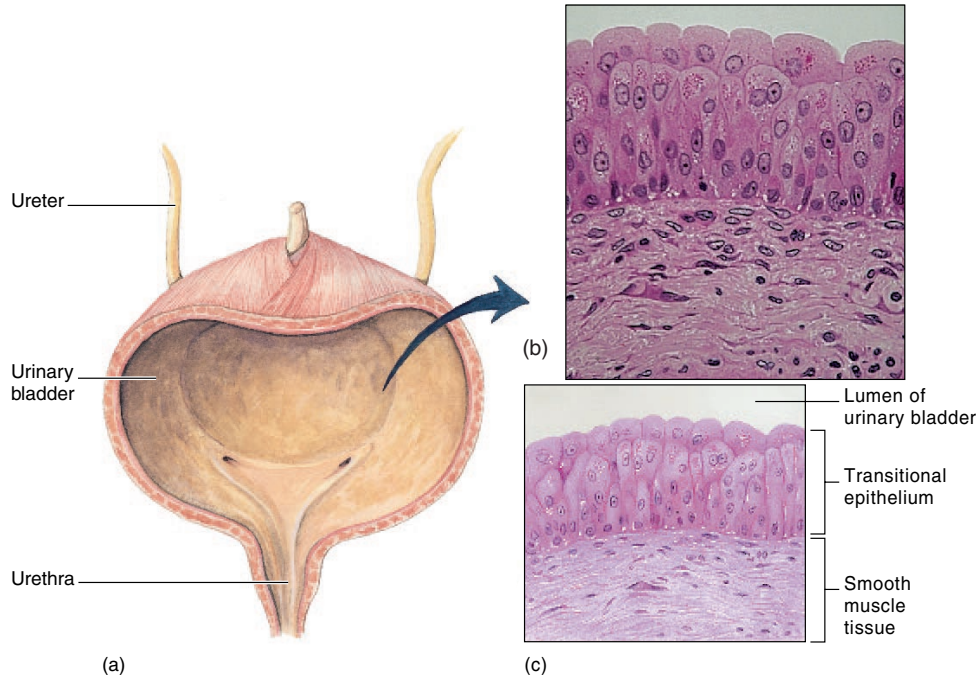 Ureter
Urinary
bladder
Urethra
(a)
(b)
Lumen of
urinary bladder
Transitional
epithelium
Smooth
muscle
tissue
(c)